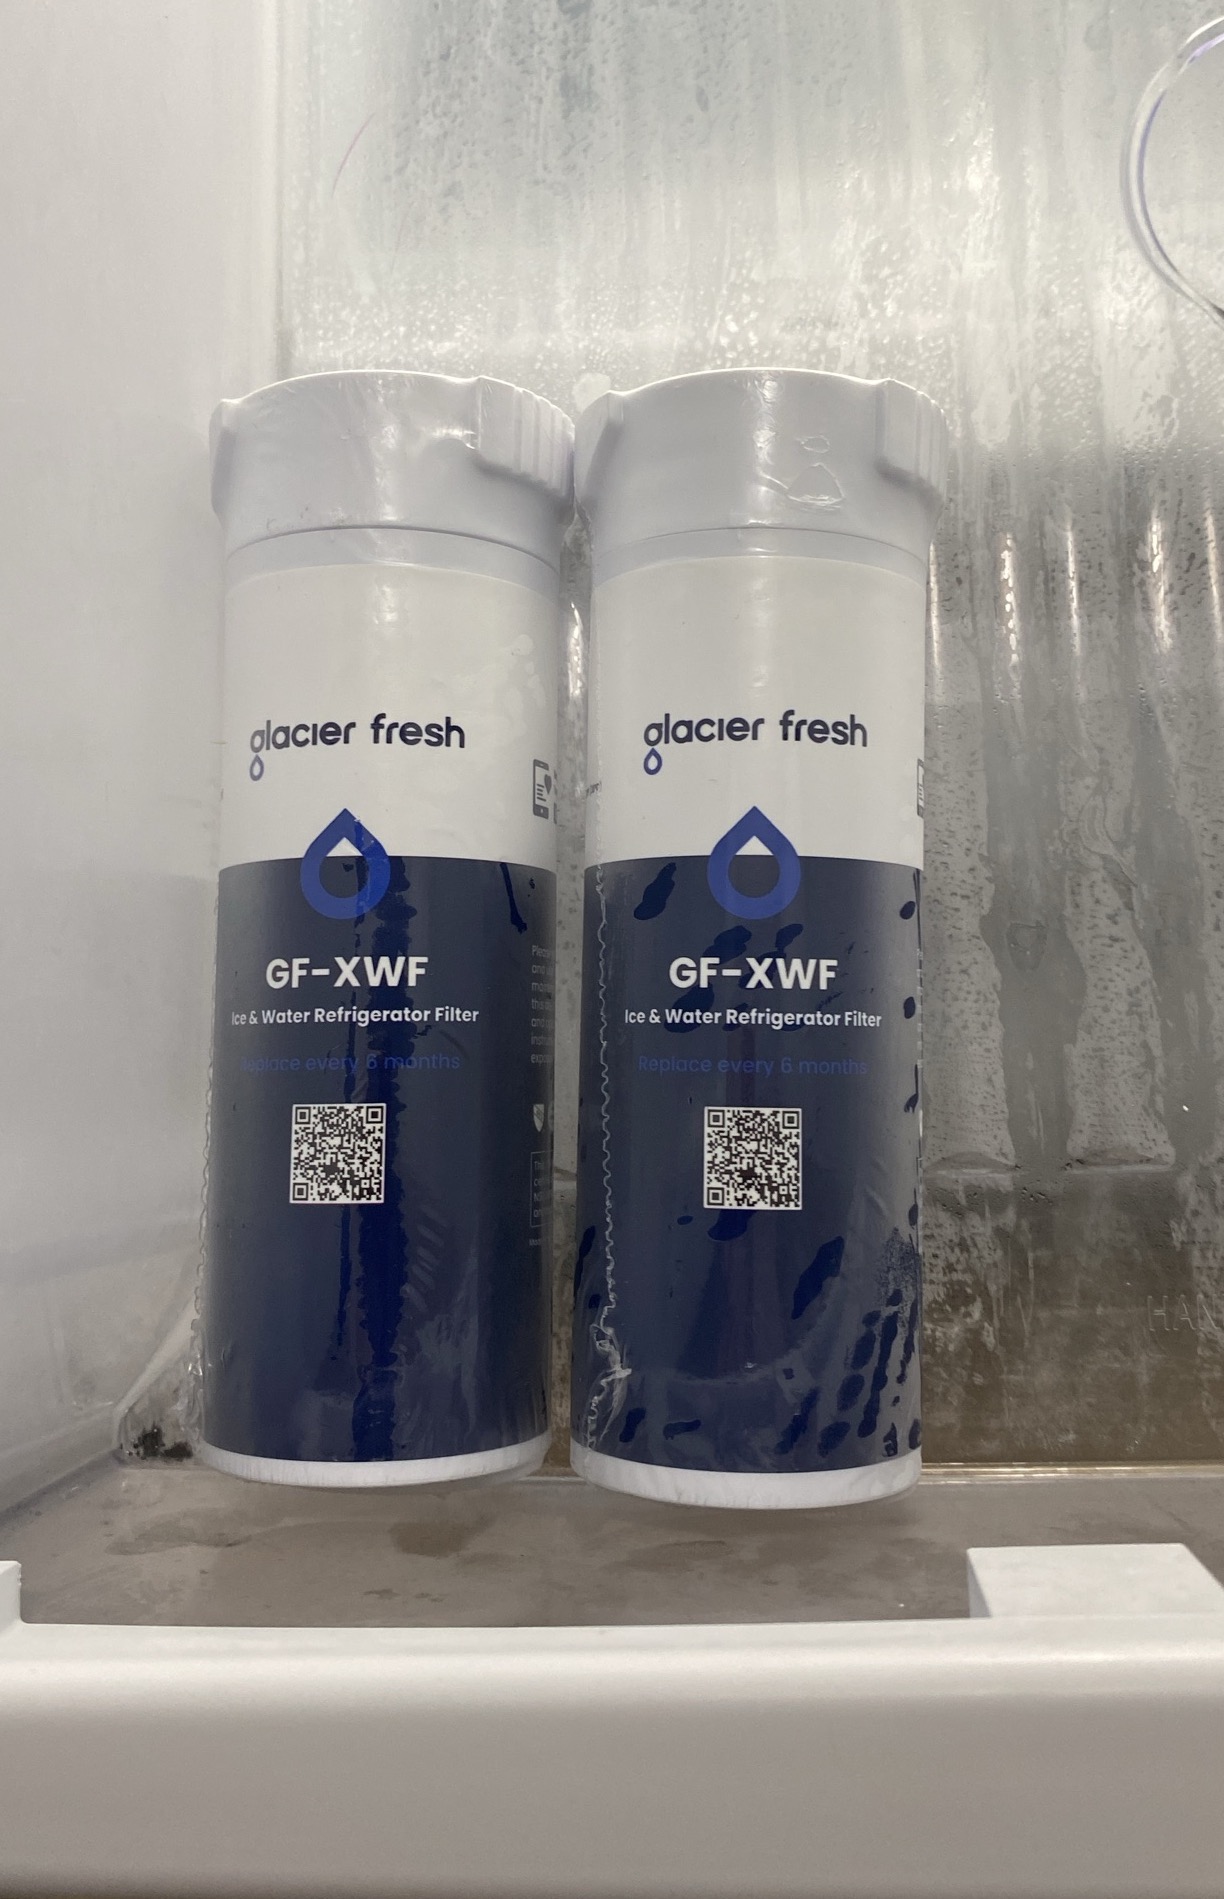 glacier fresh
GF-XWF
Ice & Water Refrigerator Filter
Replace every 6 months
glacier fresh
GF-XWF
Ice & Water Refrigerator Filter
Replace every 6 months
HAN